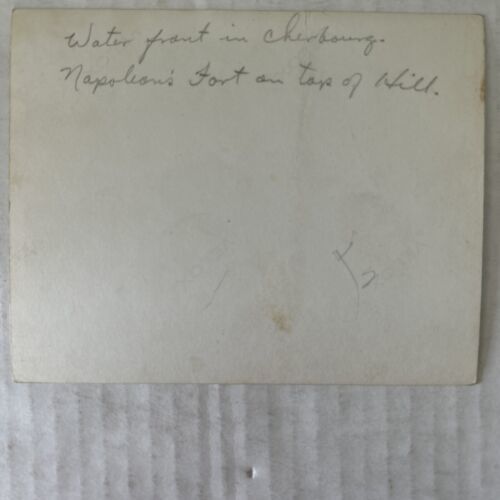 Water front in Cherbourg.
Napoleon's Fort on top of Hill.